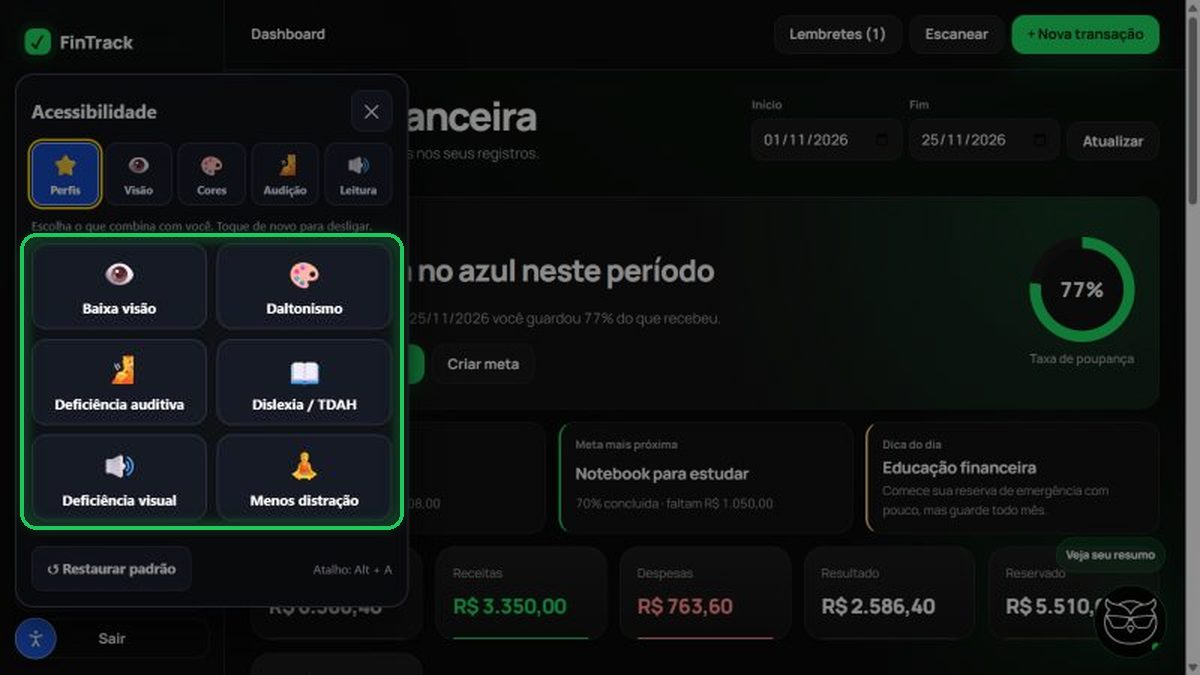 FinTrack
Dashboard
Lembretes (1)
Escanear
+ Nova transação
Acessibilidade
Perfis
Visão
Cores
Audição
Leitura
Escolha o que combina com você. Toque de novo para desligar.
Baixa visão
Daltonismo
Deficiência auditiva
Dislexia / TDAH
Deficiência visual
Menos distração
↺ Restaurar padrão
Atalho: Alt + A
Sair
anceira
s nos seus registros.
Início
01/11/2026
Fim
25/11/2026
Atualizar
no azul neste período
25/11/2026 você guardou 77% do que recebeu.
Criar meta
77%
Taxa de poupança
08,00
Meta mais próxima
Notebook para estudar
70% concluída · faltam R$ 1.050,00
Dica do dia
Educação financeira
Comece sua reserva de emergência com
pouco, mas guarde todo mês.
Veja seu resumo
Receitas
R$ 3.350,00
Despesas
R$ 763,60
Resultado
R$ 2.586,40
Reservado
R$ 5.510,